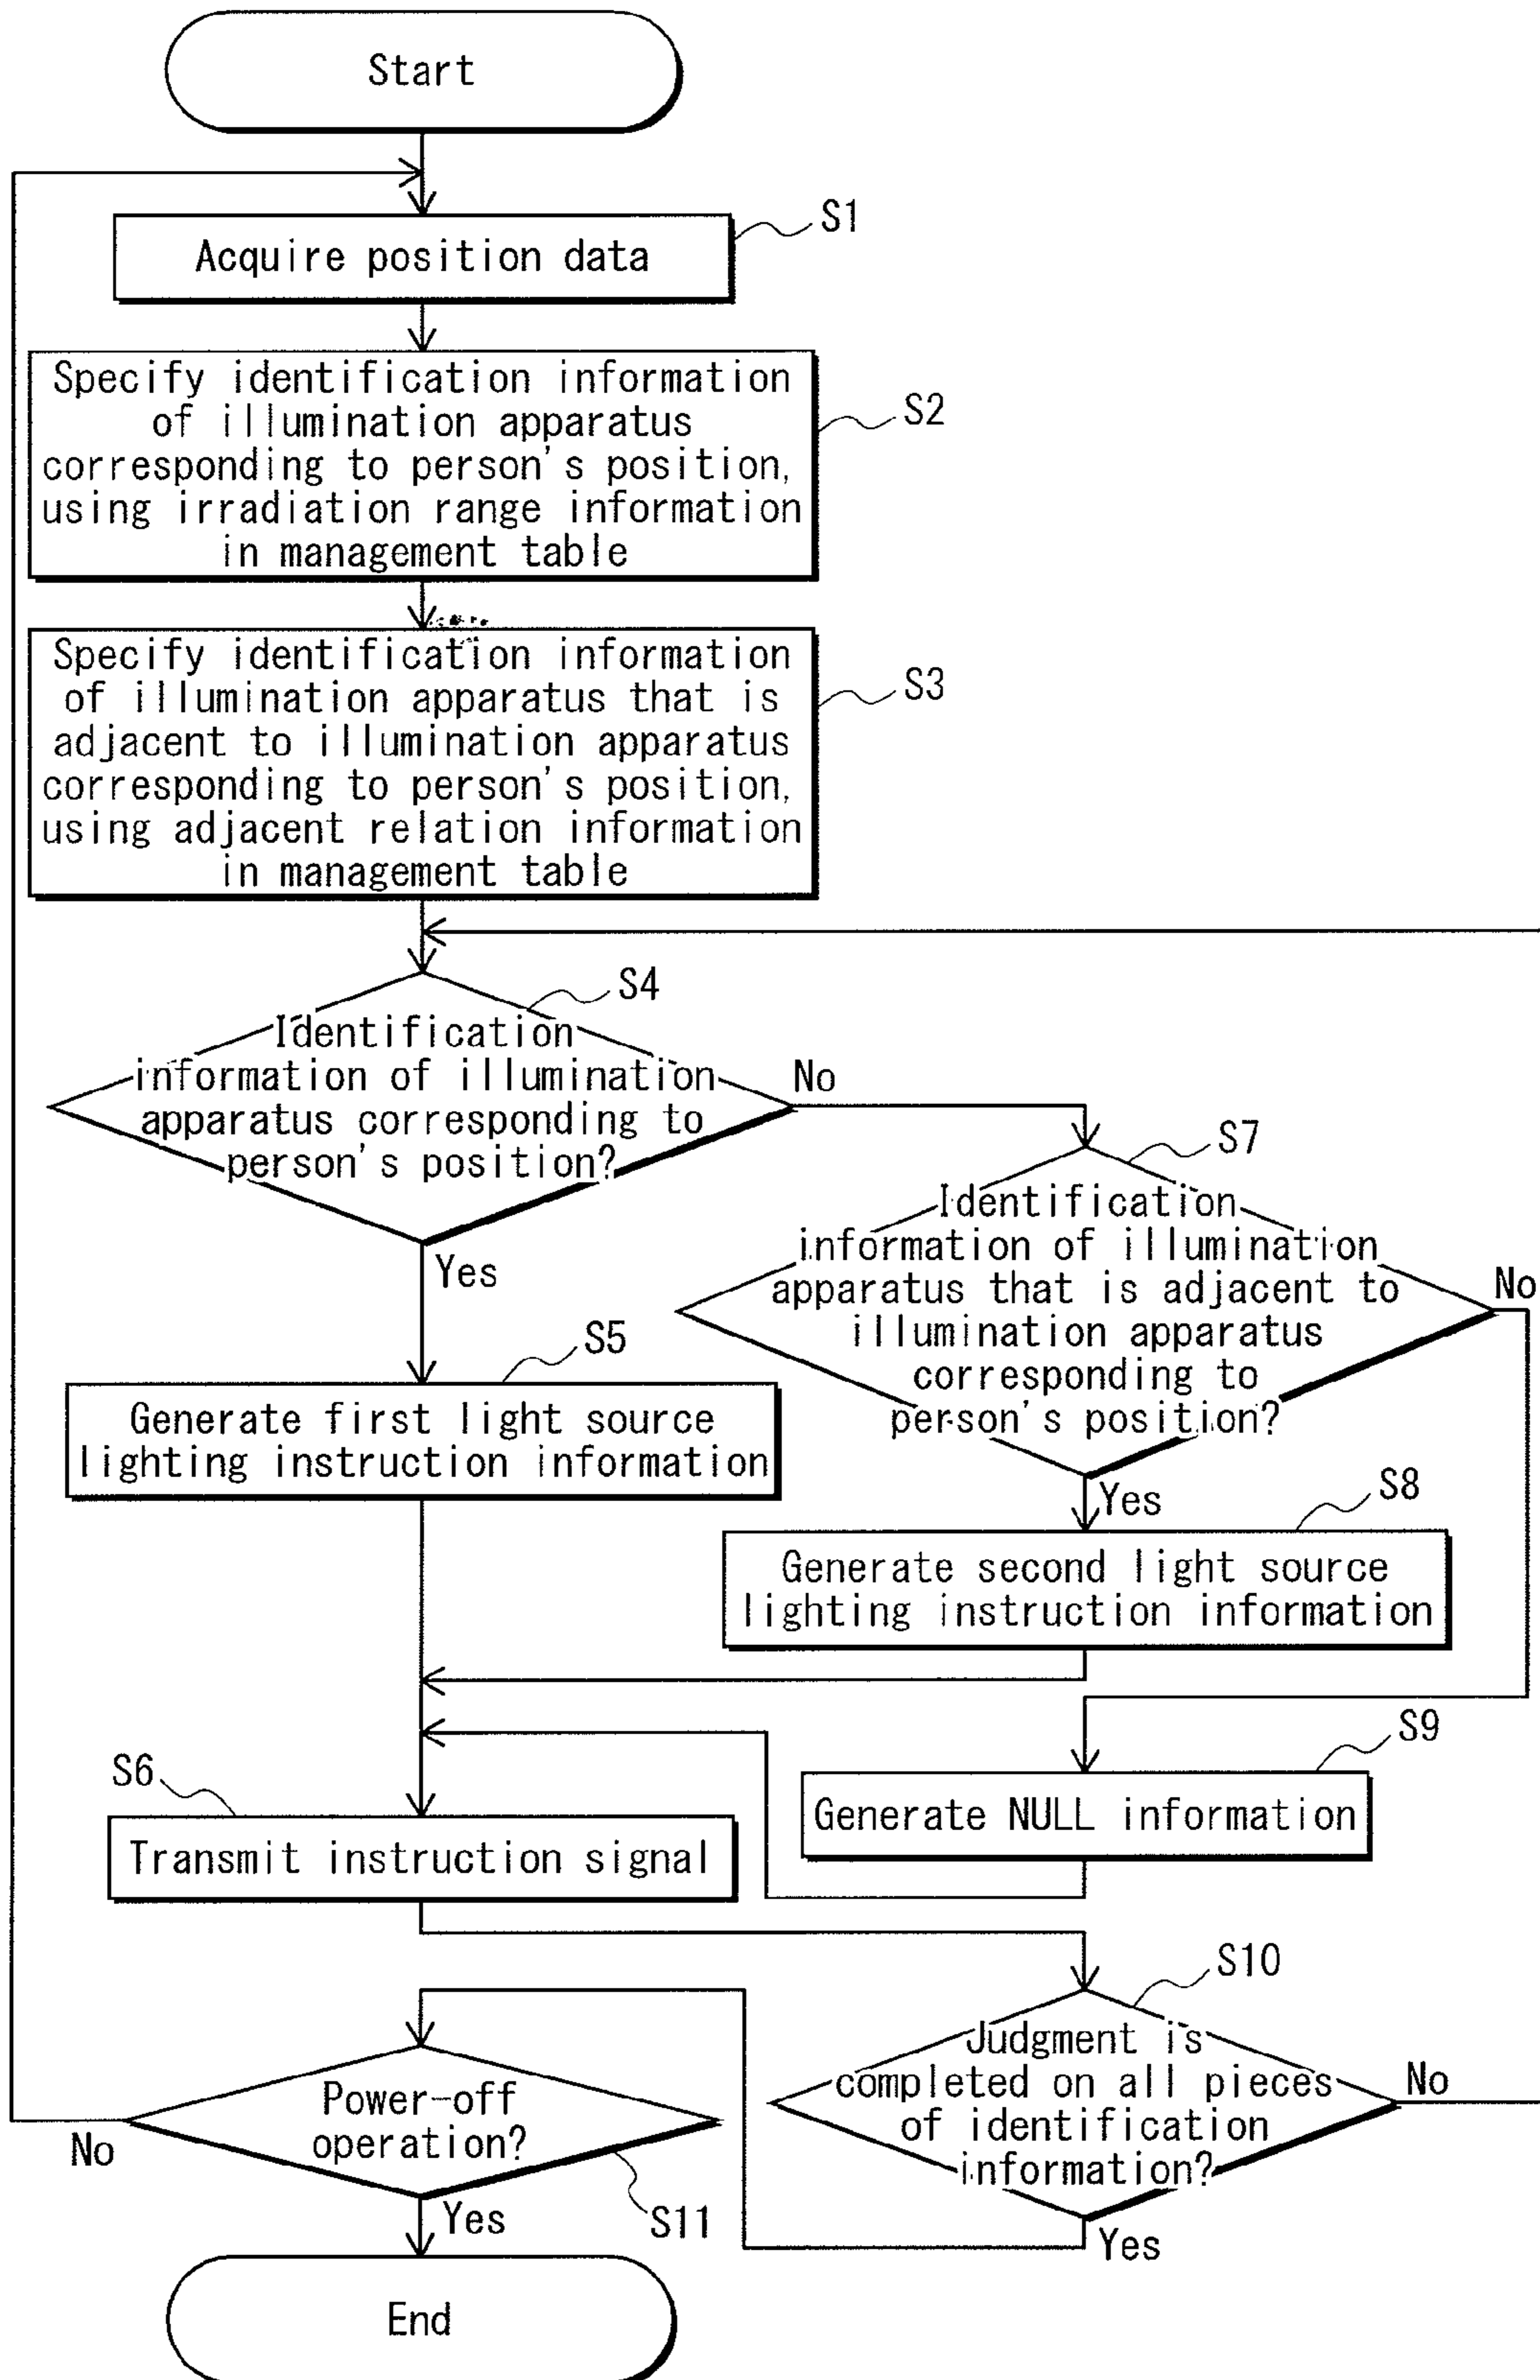 Start
S1
Acquire position data
Specify identification information
of illumination apparatus
corresponding to person's position,
using irradiation range information
in management table
S2
Specify identification information
of illumination apparatus that is
adjacent to illumination apparatus
corresponding to person's position,
using adjacent relation information
in management table
S3
S4
Identification
information of illumination
apparatus corresponding to
person's position?
No
Yes
S7
Identification
information of illumination
apparatus that is adjacent to
illumination apparatus
corresponding to
person's position?
No
Yes
S5
Generate first light source
lighting instruction information
S8
Generate second light source
lighting instruction information
S9
Generate NULL information
S6
Transmit instruction signal
S10
Judgment is
completed on all pieces
of identification
information?
No
Yes
Power-off
operation?
No
Yes
S11
End